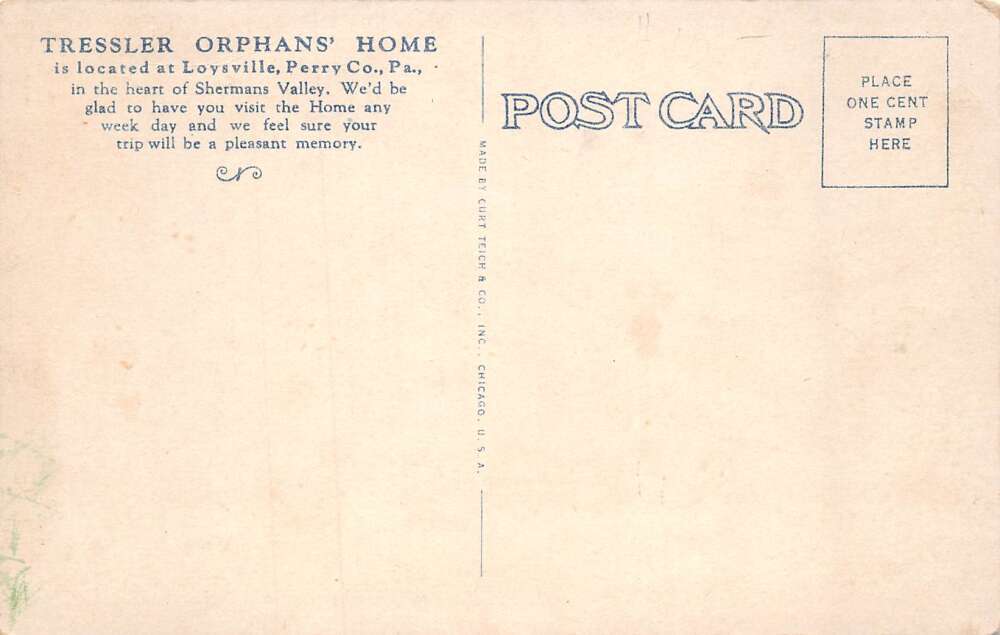 TRESSLER ORPHANS' HOME
is located at Loysville, Perry Co., Pa.,
in the heart of Shermans Valley. We'd be
glad to have you visit the Home any
week day and we feel sure your
trip will be a pleasant memory.
MADE BY CURT TEICH & CO., INC., CHICAGO, U. S. A.
POST CARD
PLACE
ONE CENT
STAMP
HERE